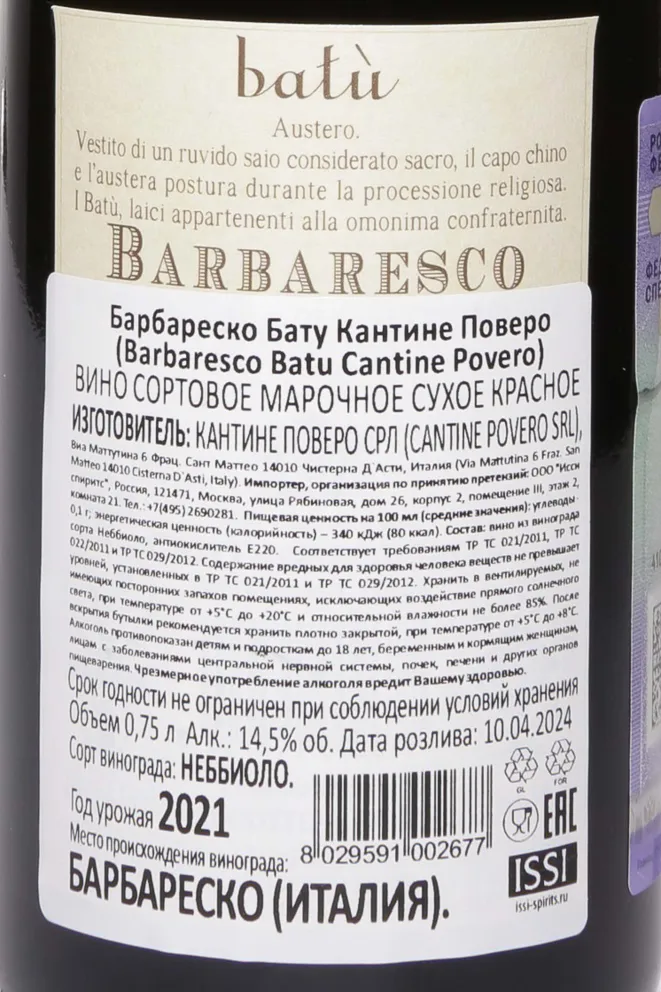 batù
Austero.
Vestito di un ruvido saio considerato sacro, il capo chino
e l'austera postura durante la processione religiosa.
I Batù, laici appartenenti alla omonima confraternita.
BARBARESCO
Барбареско Бату Кантине Поверо
(Barbaresco Batu Cantine Povero)
ВИНО СОРТОВОЕ МАРОЧНОЕ СУХОЕ КРАСНОЕ
ИЗГОТОВИТЕЛЬ: КАНТИНЕ ПОВЕРО СРЛ (CANTINE POVERO SRL),
Виа Маттутина 6 Фрац. Сант Маттео 14010 Чистерна Д`Асти, Италия (Via Mattutina 6 Fraz. San
Matteo 14010 Cisterna D`Asti, Italy). Импортер, организация по принятию претензий: ООО "Исси
спиритс", Россия, 121471, Москва, улица Рябиновая, дом 26, корпус 2, помещение III, этаж 2,
комната 21. Тел.: +7(495) 2690281. Пищевая ценность на 100 мл (средние значения): углеводы-
0,1 г; энергетическая ценность (калорийность) – 340 кДж (80 ккал). Состав: вино из винограда
сорта Неббиоло, антиокислитель Е220. Соответствует требованиям ТР ТС 021/2011, ТР ТС
022/2011 и ТР ТС 029/2012. Содержание вредных для здоровья человека веществ не превышает
уровней, установленных в ТР ТС 021/2011 и ТР ТС 029/2012. Хранить в вентилируемых, не
имеющих посторонних запахов помещениях, исключающих воздействие прямого солнечного
света, при температуре от +5°С до +20°С и относительной влажности не более 85%. После
вскрытия бутылки рекомендуется хранить плотно закрытой, при температуре от +5°С до +8°С.
Алкоголь противопоказан детям и подросткам до 18 лет, беременным и кормящим женщинам,
лицам с заболеваниями центральной нервной системы, почек, печени и других органов
пищеварения. Чрезмерное употребление алкоголя вредит Вашему здоровью.
Срок годности не ограничен при соблюдении условий хранения
Объем 0,75 л Алк.: 14,5% об. Дата розлива: 10.04.2024
Сорт винограда: НЕББИОЛО.
Год урожая 2021
Место происхождения винограда:
БАРБАРЕСКО (ИТАЛИЯ).
8 029591 002677
GL
FOR
EAC
ISSI
issi-spirits.ru